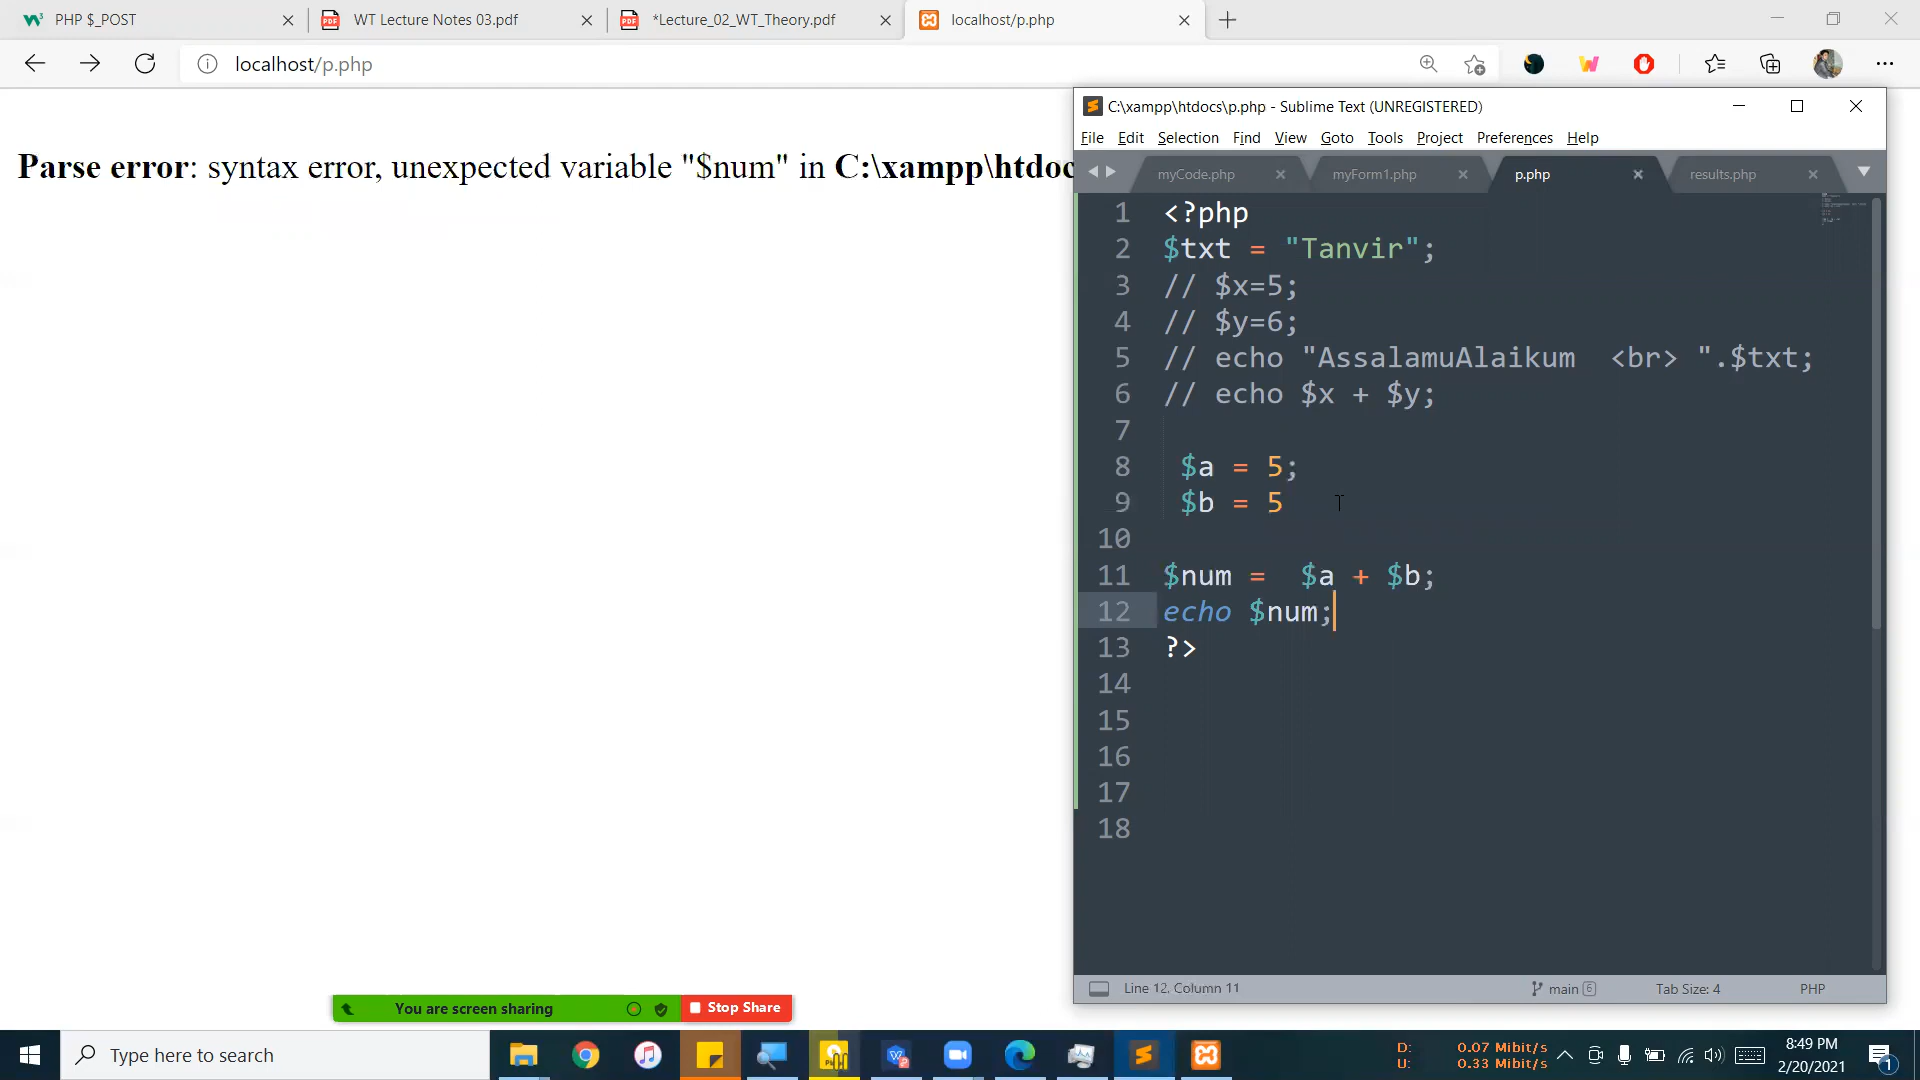 PHP $_POST
WT Lecture Notes 03.pdf
*Lecture_02_WT_Theory.pdf
localhost/p.php
localhost/p.php
Parse error: syntax error, unexpected variable "$num" in C:\xampp\htdoc
C:\xampp\htdocs\p.php - Sublime Text (UNREGISTERED)
File Edit Selection Find View Goto Tools Project Preferences Help
myCode.php
myForm1.php
p.php
results.php
1 <?php
2 $txt = "Tanvir";
3 // $x=5;
4 // $y=6;
5 // echo "AssalamuAlaikum  <br> ".$txt;
6 // echo $x + $y;
7
8 $a = 5;
9 $b = 5
10
11 $num =  $a + $b;
12 echo $num;
13 ?>
14
15
16
17
18
Line 12, Column 11
main 6
Tab Size: 4
PHP
You are screen sharing
Stop Share
Type here to search
D: 0.07 Mibit/s
U: 0.33 Mibit/s
8:49 PM
2/20/2021
1